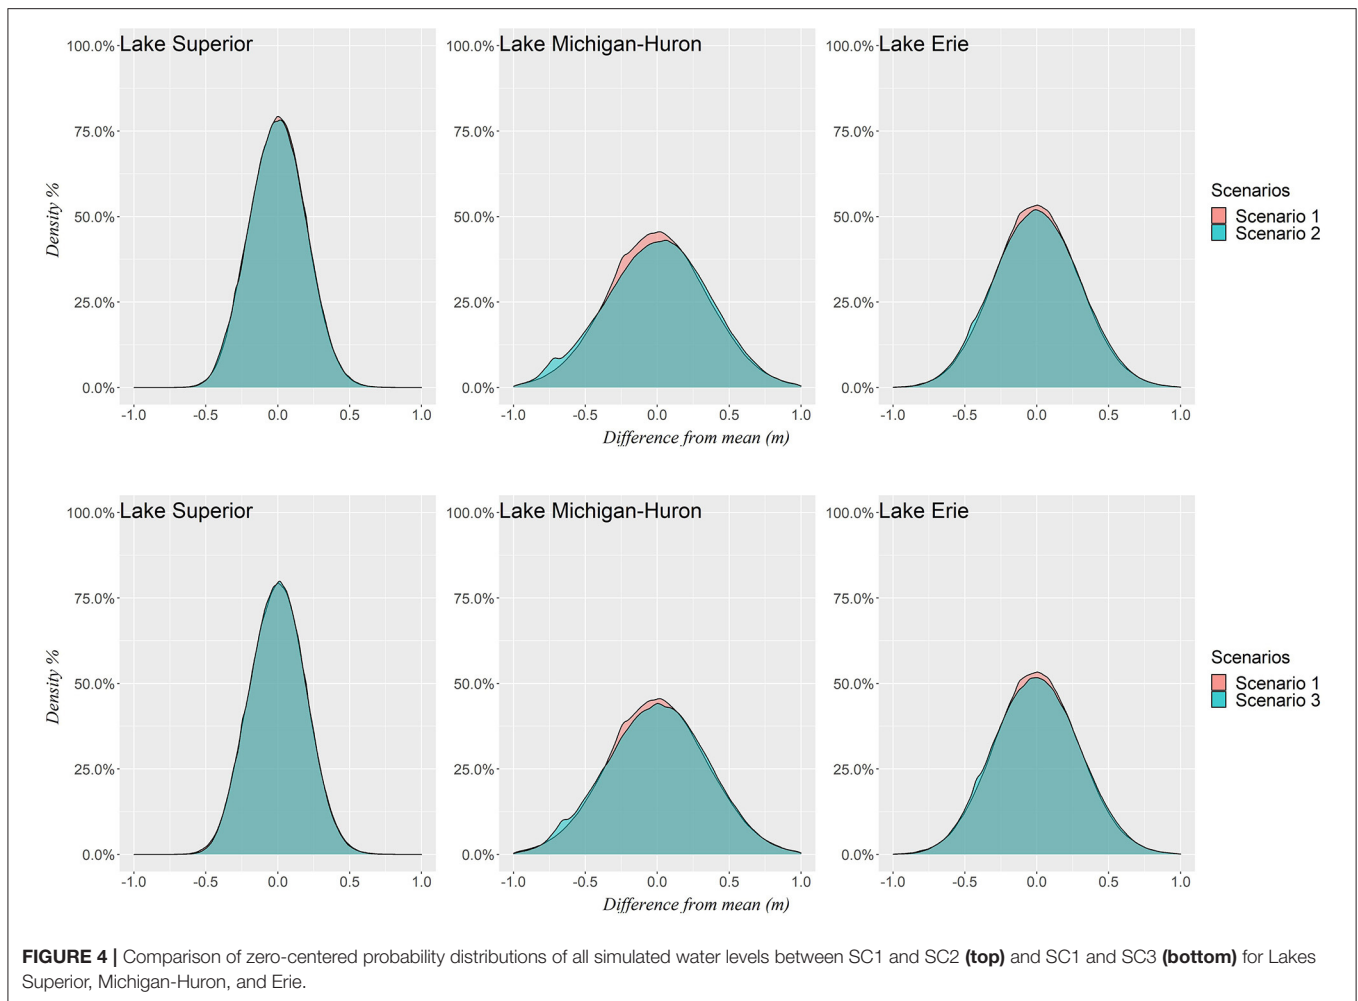 100.0% Lake Superior
75.0%
50.0%
25.0%
0.0%
Density %
-1.0 -0.5 0.0 0.5 1.0
100.0% Lake Michigan-Huron
75.0%
50.0%
25.0%
0.0%
-1.0 -0.5 0.0 0.5 1.0
Difference from mean (m)
100.0% Lake Erie
75.0%
50.0%
25.0%
0.0%
-1.0 -0.5 0.0 0.5 1.0
Scenarios
Scenario 1
Scenario 2
100.0% Lake Superior
75.0%
50.0%
25.0%
0.0%
Density %
-1.0 -0.5 0.0 0.5 1.0
100.0% Lake Michigan-Huron
75.0%
50.0%
25.0%
0.0%
-1.0 -0.5 0.0 0.5 1.0
Difference from mean (m)
100.0% Lake Erie
75.0%
50.0%
25.0%
0.0%
-1.0 -0.5 0.0 0.5 1.0
Scenarios
Scenario 1
Scenario 3
FIGURE 4 | Comparison of zero-centered probability distributions of all simulated water levels between SC1 and SC2 (top) and SC1 and SC3 (bottom) for Lakes
Superior, Michigan-Huron, and Erie.